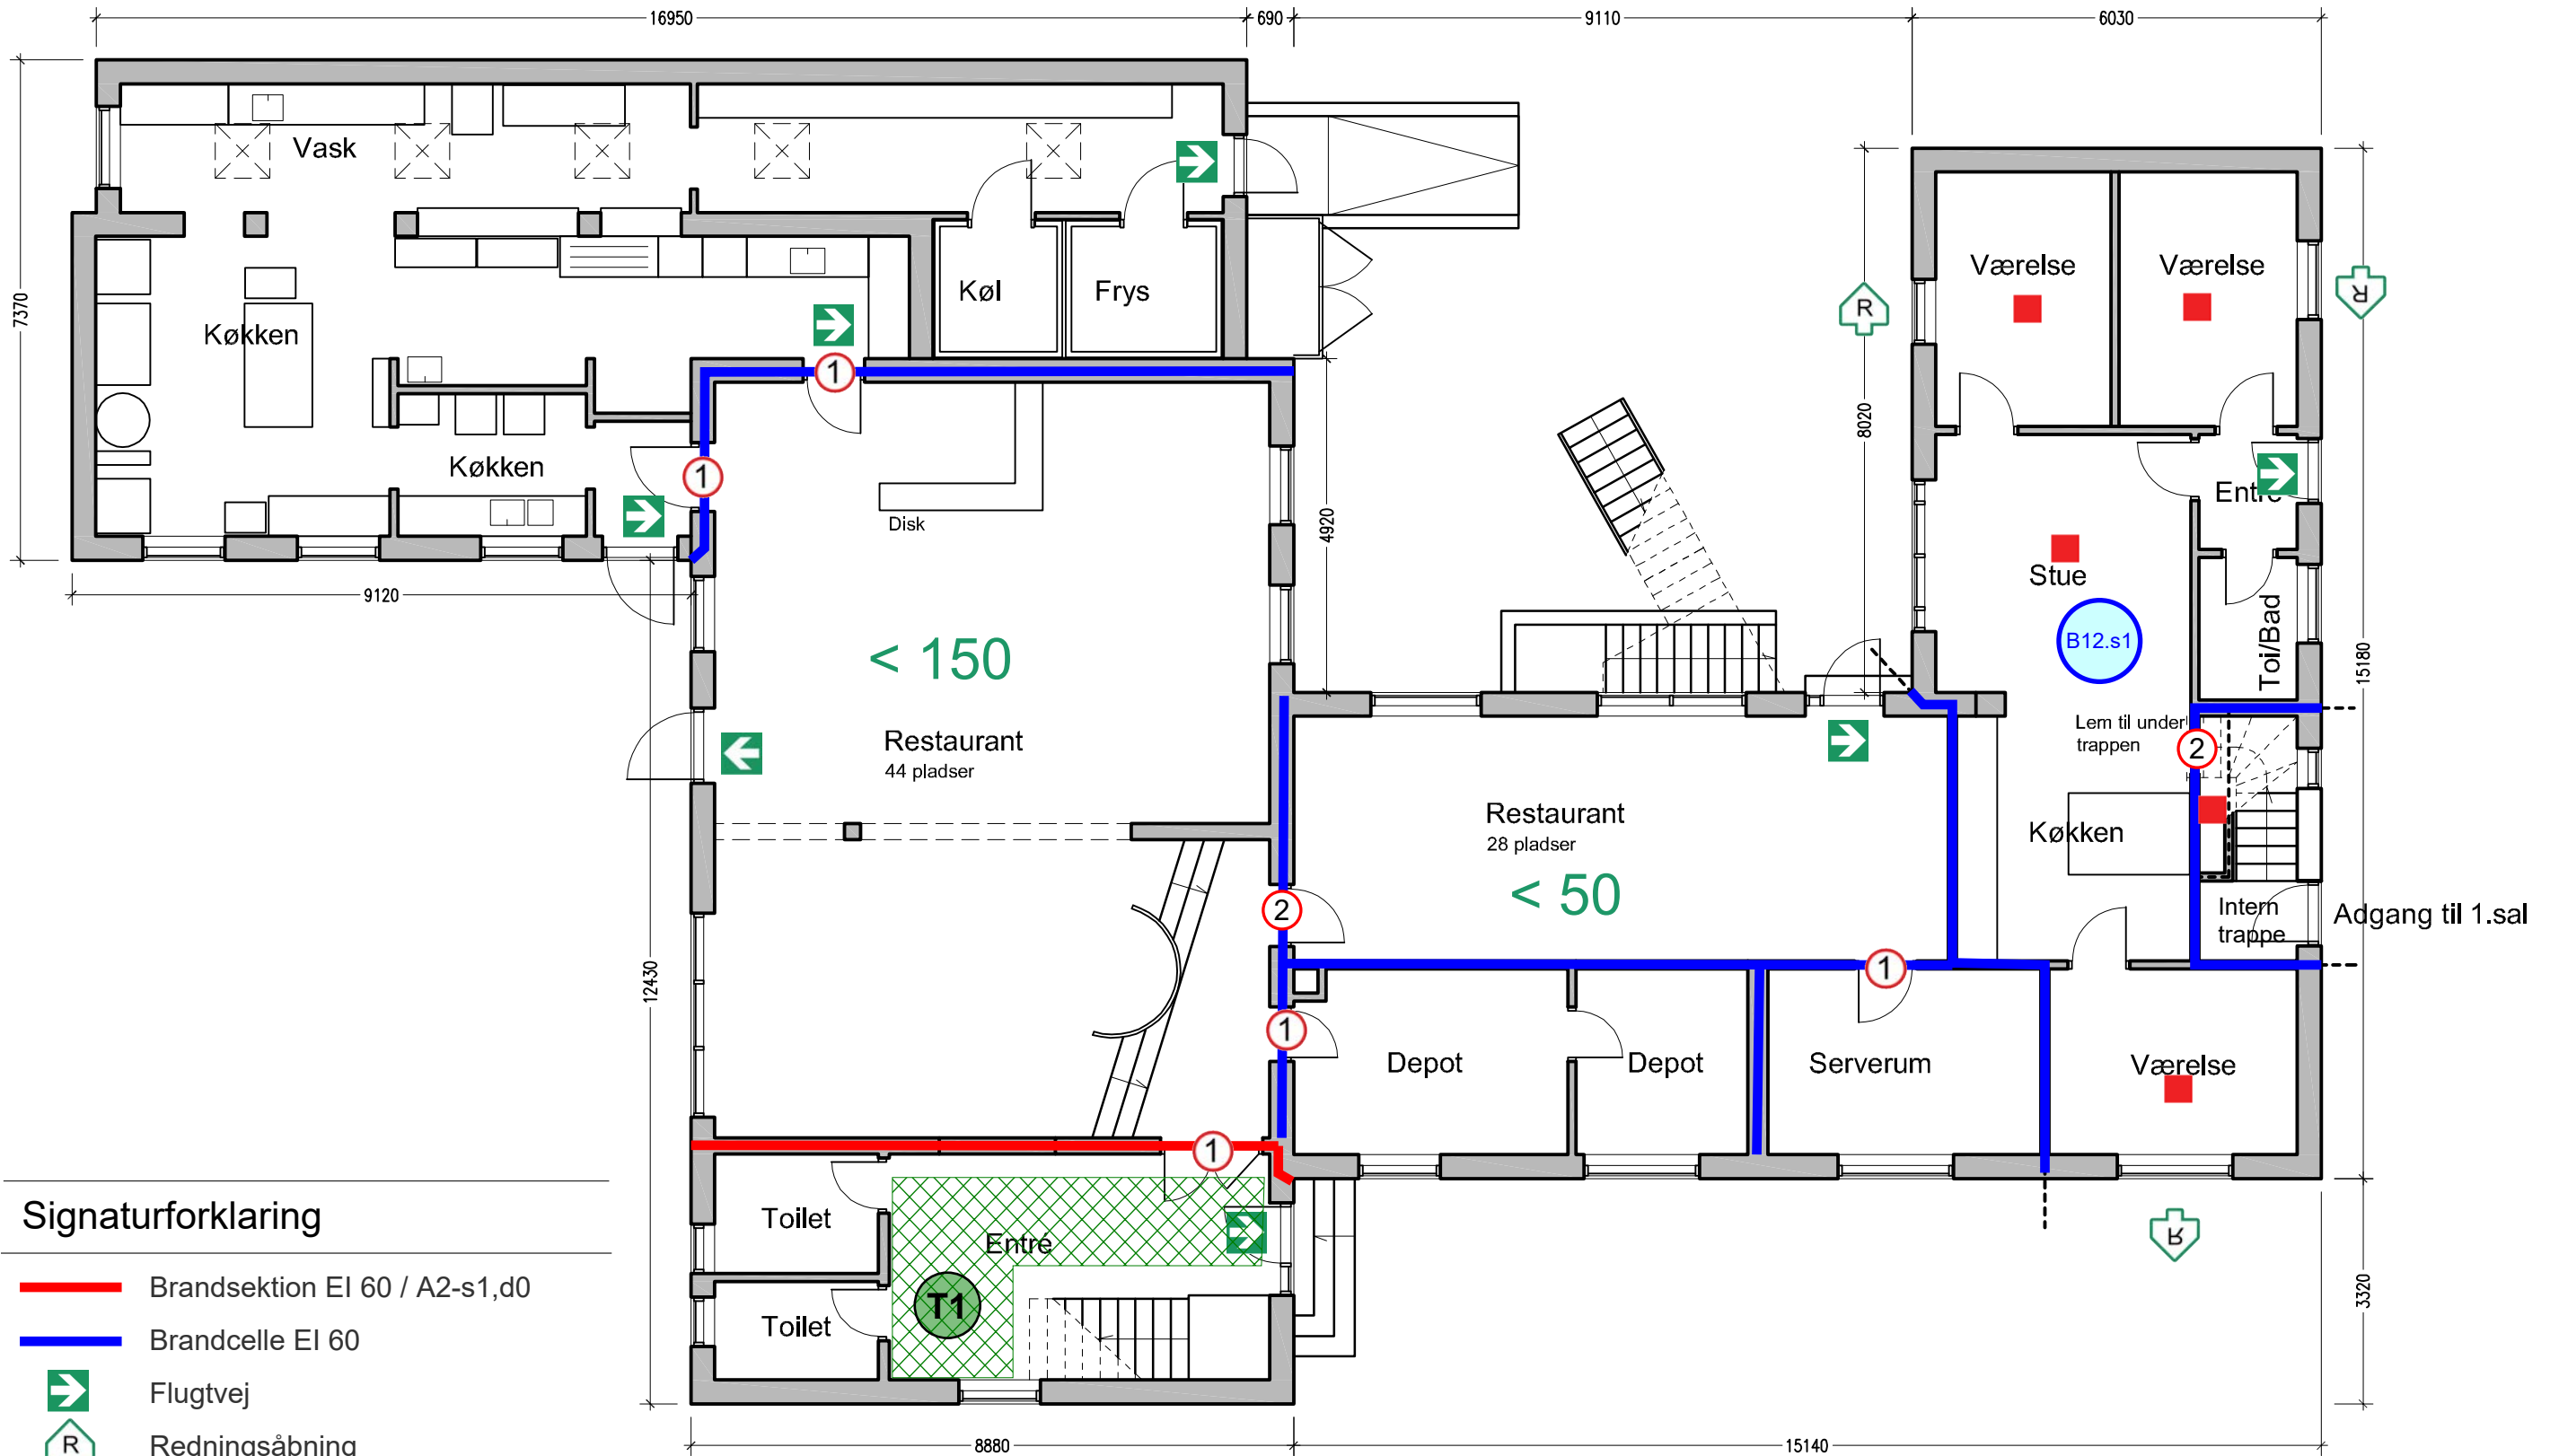 16950
690
9110
6030
7370
Vask
Køl
Frys
Køkken
Køkken
9120
1
1
Disk
4920
8020
R
R
Værelse
Værelse
Entré
Stue
B12.s1
Toi/Bad
15180
Lem til under
trappen
2
Køkken
Intern
trappe
Adgang til 1.sal
< 150
Restaurant
44 pladser
Restaurant
28 pladser
< 50
2
1
1
12430
Depot
Depot
Serverum
Værelse
1
Toilet
Entré
Toilet
T1
R
3320
8880
15140
Signaturforklaring
Brandsektion EI 60 / A2-s1,d0
Brandcelle EI 60
Flugtvej
R
Redningsåbning